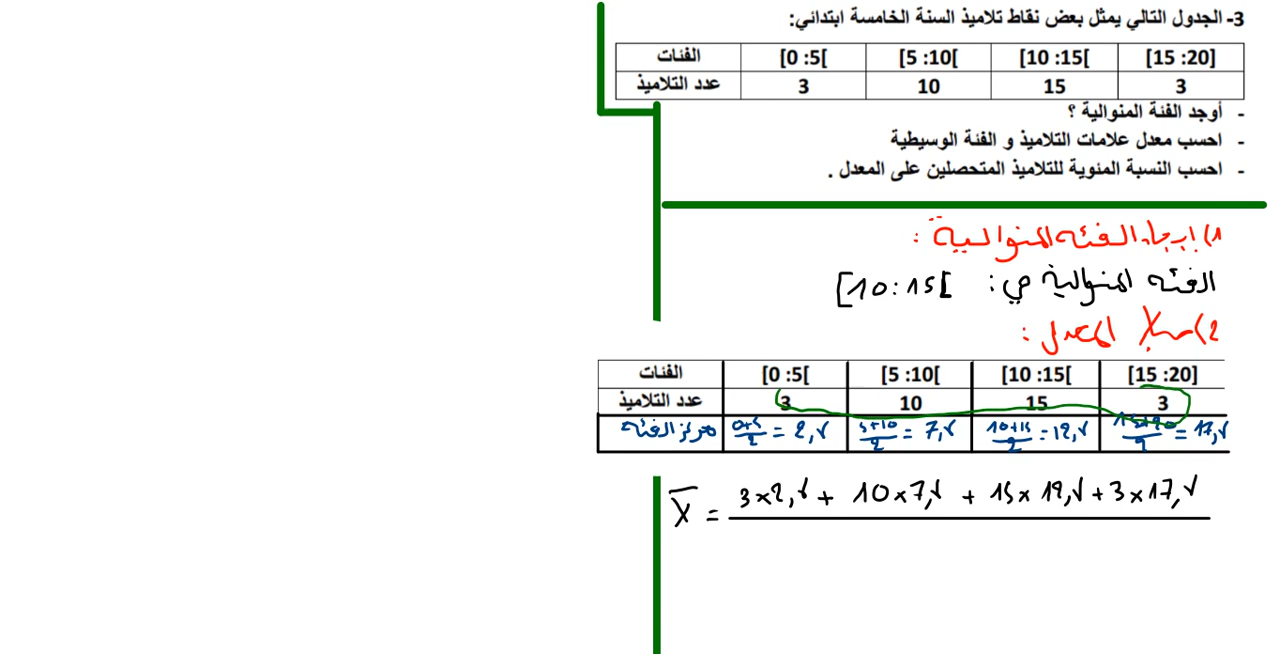 3- الجدول التالي يمثل بعض نقاط تلاميذ السنة الخامسة ابتدائي:
الفئات [0 :5[ [5 :10[ [10 :15[ [15 :20]
عدد التلاميذ 3 10 15 3
- أوجد الفئة المنوالية ؟
- احسب معدل علامات التلاميذ و الفئة الوسيطية
- احسب النسبة المئوية للتلاميذ المتحصلين على المعدل .
1) ايجاد الفئة المنوالية :
الفئة المنوالية هي : [10:15[
2) حساب المعدل :
الفئات [0 :5[ [5 :10[ [10 :15[ [15 :20]
عدد التلاميذ 3 10 15 3
مركز الفئة 0+5/2 = 2,5 5+10/2 = 7,5 10+15/2 = 12,5 15+20/2 = 17,5
X̄ = 3×2,5 + 10×7,5 + 15×12,5 + 3×17,5